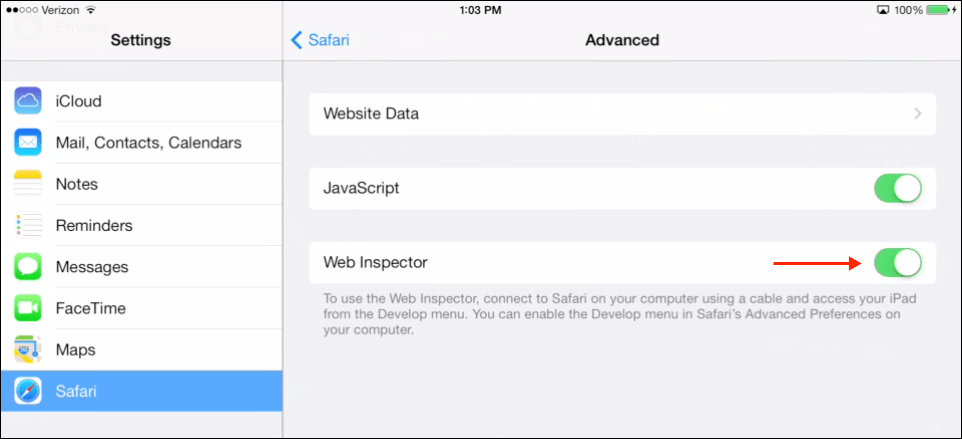 Verizon
1:03 PM
100%
Privacy
Settings
Safari
Advanced
iCloud
Mail, Contacts, Calendars
Notes
Reminders
Messages
FaceTime
Maps
Safari
Website Data
JavaScript
Web Inspector
To use the Web Inspector, connect to Safari on your computer using a cable and access your iPad
from the Develop menu. You can enable the Develop menu in Safari's Advanced Preferences on
your computer.